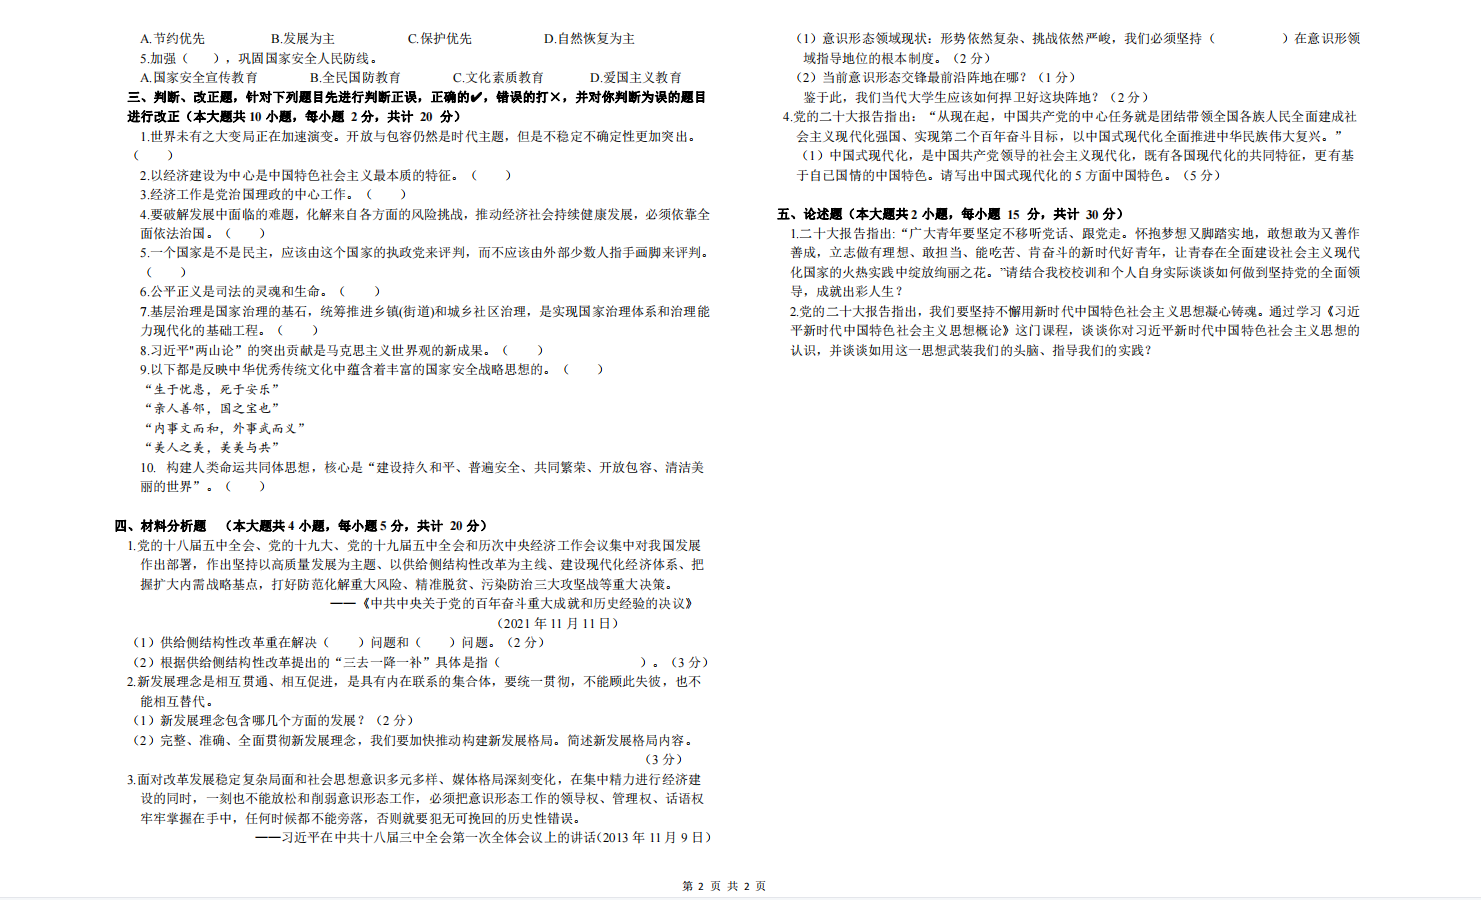 A.节约优先 B.发展为主 C.保护优先 D.自然恢复为主
5.加强（ ），巩固国家安全人民防线。
A.国家安全宣传教育 B.全民国防教育 C.文化素质教育 D.爱国主义教育
三、判断、改正题，针对下列题目先进行判断正误，正确的✔，错误的打×，并对你判断为误的题目
进行改正（本大题共 10 小题，每小题 2 分，共计 20 分）
1.世界未有之大变局正在加速演变。开放与包容仍然是时代主题，但是不稳定不确定性更加突出。
（ ）
2.以经济建设为中心是中国特色社会主义最本质的特征。（ ）
3.经济工作是党治国理政的中心工作。（ ）
4.要破解发展中面临的难题，化解来自各方面的风险挑战，推动经济社会持续健康发展，必须依靠全
面依法治国。（ ）
5.一个国家是不是民主，应该由这个国家的执政党来评判，而不应该由外部少数人指手画脚来评判。
（ ）
6.公平正义是司法的灵魂和生命。（ ）
7.基层治理是国家治理的基石，统筹推进乡镇(街道)和城乡社区治理，是实现国家治理体系和治理能
力现代化的基础工程。（ ）
8.习近平"两山论”的突出贡献是马克思主义世界观的新成果。（ ）
9.以下都是反映中华优秀传统文化中蕴含着丰富的国家安全战略思想的。（ ）
“生于忧患，死于安乐”
“亲人善邻，国之宝也”
“内事文而和，外事武而义”
“美人之美，美美与共”
10. 构建人类命运共同体思想，核心是“建设持久和平、普遍安全、共同繁荣、开放包容、清洁美
丽的世界”。（ ）
四、材料分析题 （本大题共 4 小题，每小题 5 分，共计 20 分）
1.党的十八届五中全会、党的十九大、党的十九届五中全会和历次中央经济工作会议集中对我国发展
作出部署，作出坚持以高质量发展为主题、以供给侧结构性改革为主线、建设现代化经济体系、把
握扩大内需战略基点，打好防范化解重大风险、精准脱贫、污染防治三大攻坚战等重大决策。
——《中共中央关于党的百年奋斗重大成就和历史经验的决议》
（2021 年 11 月 11 日）
（1）供给侧结构性改革重在解决（ ）问题和（ ）问题。（2 分）
（2）根据供给侧结构性改革提出的“三去一降一补”具体是指（ ）。（3 分）
2.新发展理念是相互贯通、相互促进，是具有内在联系的集合体，要统一贯彻，不能顾此失彼，也不
能相互替代。
（1）新发展理念包含哪几个方面的发展？（2 分）
（2）完整、准确、全面贯彻新发展理念，我们要加快推动构建新发展格局。简述新发展格局内容。
（3 分）
3.面对改革发展稳定复杂局面和社会思想意识多元多样、媒体格局深刻变化，在集中精力进行经济建
设的同时，一刻也不能放松和削弱意识形态工作，必须把意识形态工作的领导权、管理权、话语权
牢牢掌握在手中，任何时候都不能旁落，否则就要犯无可挽回的历史性错误。
——习近平在中共十八届三中全会第一次全体会议上的讲话(2013 年 11 月 9 日）
（1）意识形态领域现状：形势依然复杂、挑战依然严峻，我们必须坚持（ ）在意识形领
域指导地位的根本制度。（2 分）
（2）当前意识形态交锋最前沿阵地在哪？（1 分）
鉴于此，我们当代大学生应该如何捍卫好这块阵地？（2 分）
4.党的二十大报告指出：“从现在起，中国共产党的中心任务就是团结带领全国各族人民全面建成社
会主义现代化强国、实现第二个百年奋斗目标，以中国式现代化全面推进中华民族伟大复兴。”
（1）中国式现代化，是中国共产党领导的社会主义现代化，既有各国现代化的共同特征，更有基
于自己国情的中国特色。请写出中国式现代化的 5 方面中国特色。（5 分）
五、论述题（本大题共 2 小题，每小题 15 分，共计 30 分）
1.二十大报告指出:“广大青年要坚定不移听党话、跟党走。怀抱梦想又脚踏实地，敢想敢为又善作
善成，立志做有理想、敢担当、能吃苦、肯奋斗的新时代好青年，让青春在全面建设社会主义现代
化国家的火热实践中绽放绚丽之花。”请结合我校校训和个人自身实际谈谈如何做到坚持党的全面领
导，成就出彩人生？
2.党的二十大报告指出，我们要坚持不懈用新时代中国特色社会主义思想凝心铸魂。通过学习《习近
平新时代中国特色社会主义思想概论》这门课程，谈谈你对习近平新时代中国特色社会主义思想的
认识，并谈谈如用这一思想武装我们的头脑、指导我们的实践？
第 2 页 共 2 页